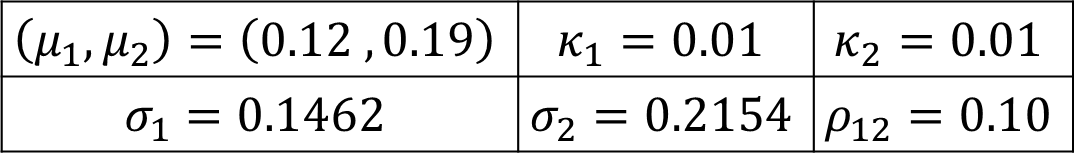 (μ₁, μ₂) = (0.12 , 0.19) κ₁ = 0.01 κ₂ = 0.01
σ₁ = 0.1462 σ₂ = 0.2154 ρ₁₂ = 0.10